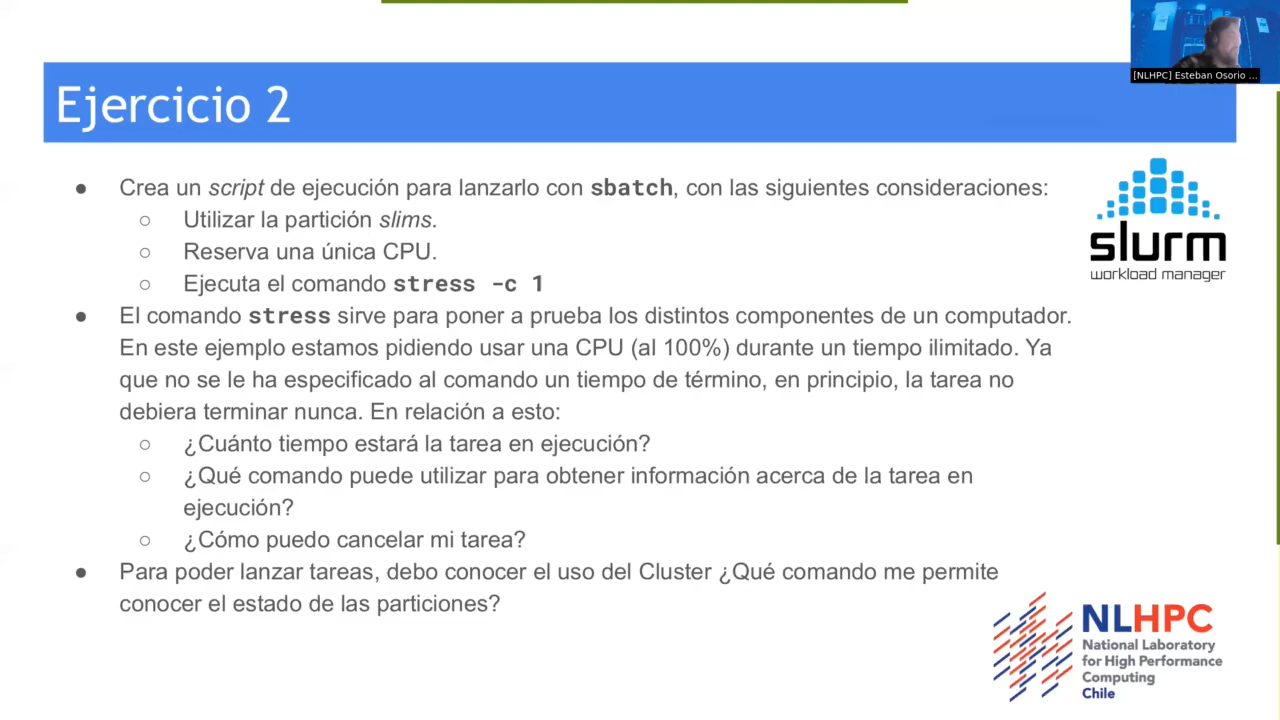 [NLHPC] Esteban Osorio ...
Ejercicio 2
● Crea un script de ejecución para lanzarlo con sbatch, con las siguientes consideraciones:
○ Utilizar la partición slims.
○ Reserva una única CPU.
○ Ejecuta el comando stress -c 1
● El comando stress sirve para poner a prueba los distintos componentes de un computador.
En este ejemplo estamos pidiendo usar una CPU (al 100%) durante un tiempo ilimitado. Ya
que no se le ha especificado al comando un tiempo de término, en principio, la tarea no
debiera terminar nunca. En relación a esto:
○ ¿Cuánto tiempo estará la tarea en ejecución?
○ ¿Qué comando puede utilizar para obtener información acerca de la tarea en
ejecución?
○ ¿Cómo puedo cancelar mi tarea?
● Para poder lanzar tareas, debo conocer el uso del Cluster ¿Qué comando me permite
conocer el estado de las particiones?
slurm
workload manager
NLHPC
National Laboratory
for High Performance
Computing
Chile